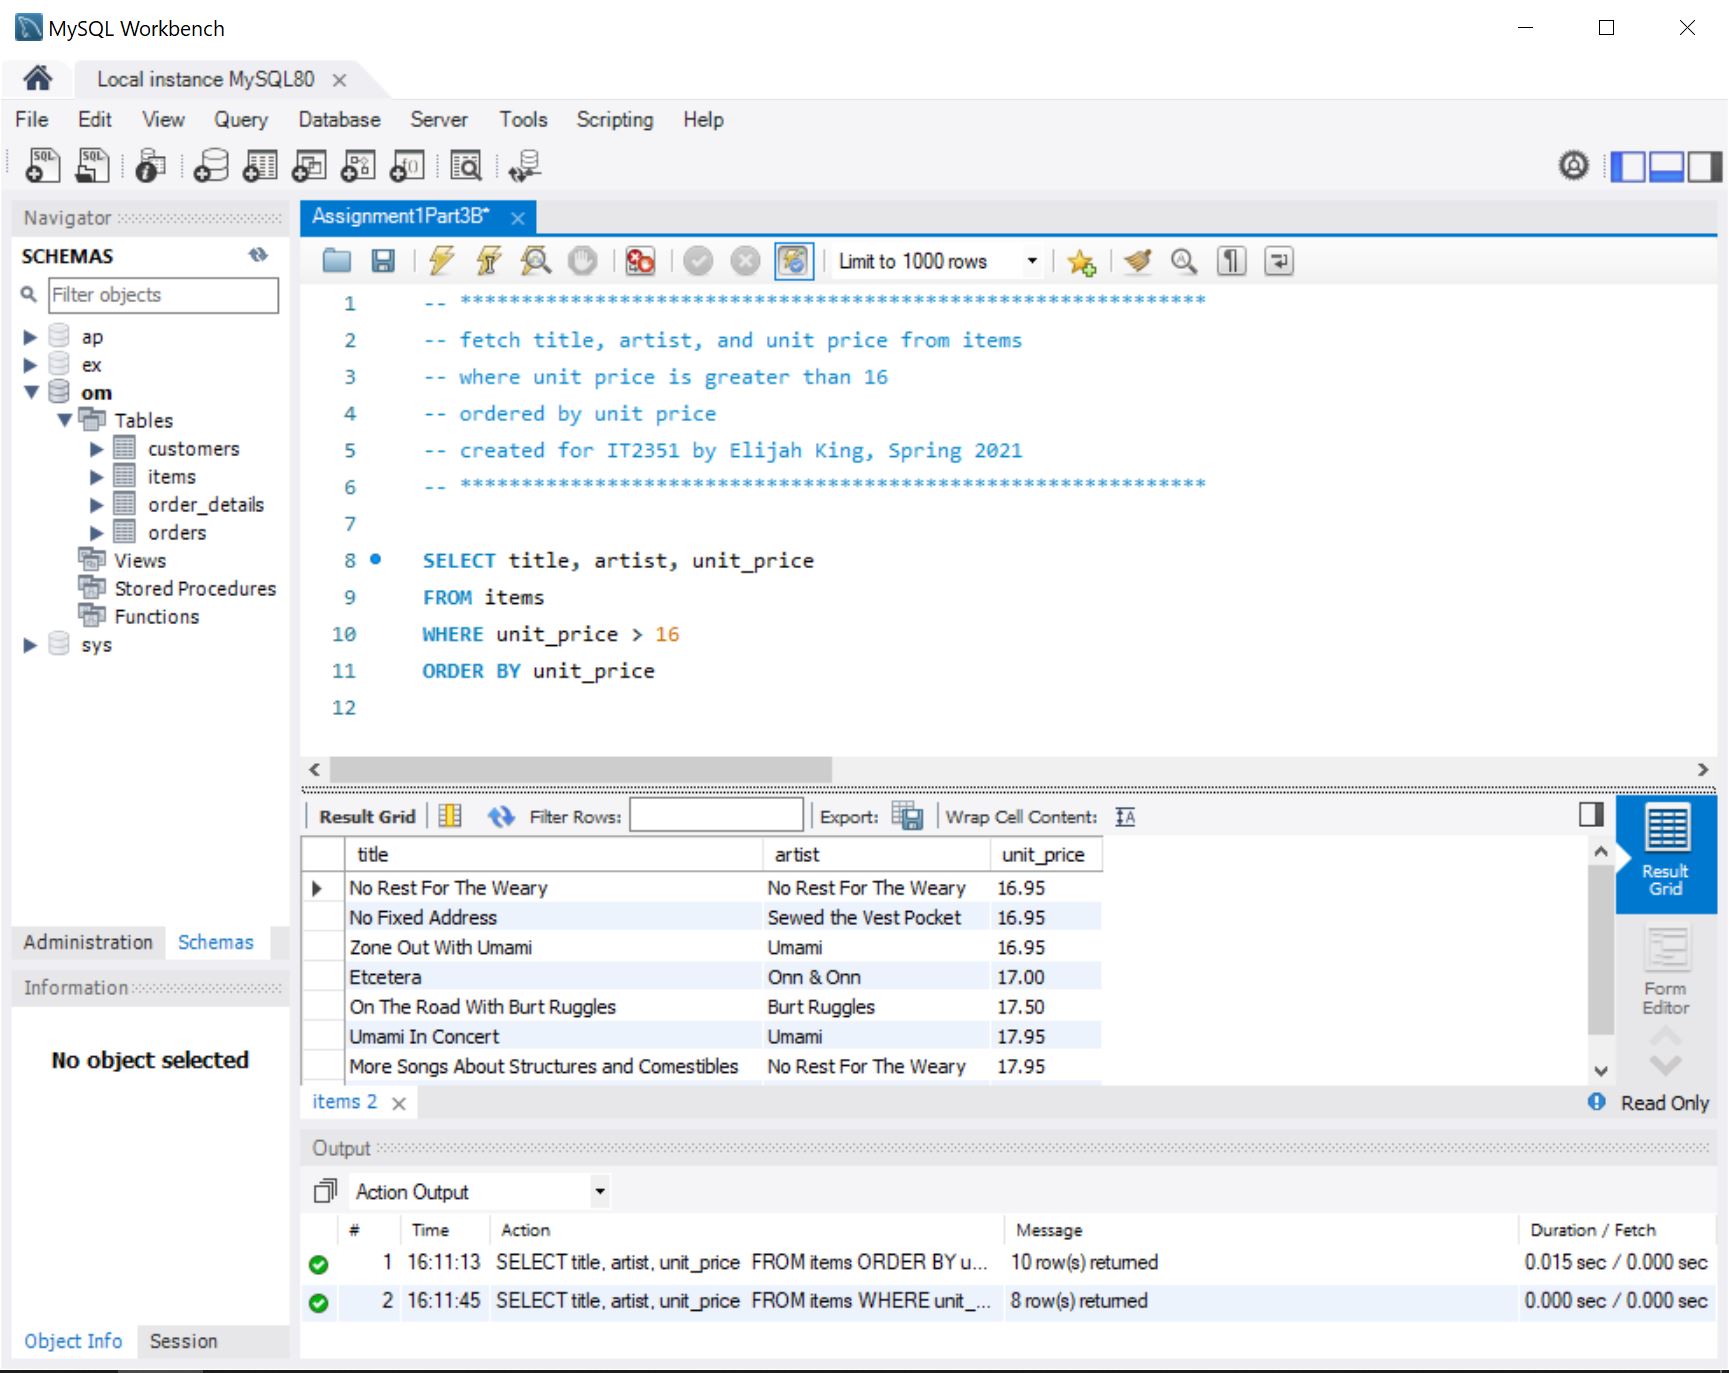 MySQL Workbench
Local instance MySQL80
File Edit View Query Database Server Tools Scripting Help
Navigator
SCHEMAS
Filter objects
ap
ex
om
Tables
customers
items
order_details
orders
Views
Stored Procedures
Functions
sys
Administration Schemas
Information
No object selected
Object Info Session
Assignment1Part3B*
Limit to 1000 rows
1 -- *************************************************************
2 -- fetch title, artist, and unit price from items
3 -- where unit price is greater than 16
4 -- ordered by unit price
5 -- created for IT2351 by Elijah King, Spring 2021
6 -- *************************************************************
7
8 SELECT title, artist, unit_price
9 FROM items
10 WHERE unit_price > 16
11 ORDER BY unit_price
12
Result Grid Filter Rows: Export: Wrap Cell Content:
title artist unit_price
No Rest For The Weary No Rest For The Weary 16.95
No Fixed Address Sewed the Vest Pocket 16.95
Zone Out With Umami Umami 16.95
Etcetera Onn & Onn 17.00
On The Road With Burt Ruggles Burt Ruggles 17.50
Umami In Concert Umami 17.95
More Songs About Structures and Comestibles No Rest For The Weary 17.95
Result
Grid
Form
Editor
items 2
Read Only
Output
Action Output
# Time Action Message Duration / Fetch
1 16:11:13 SELECT title, artist, unit_price FROM items ORDER BY u... 10 row(s) returned 0.015 sec / 0.000 sec
2 16:11:45 SELECT title, artist, unit_price FROM items WHERE unit_... 8 row(s) returned 0.000 sec / 0.000 sec